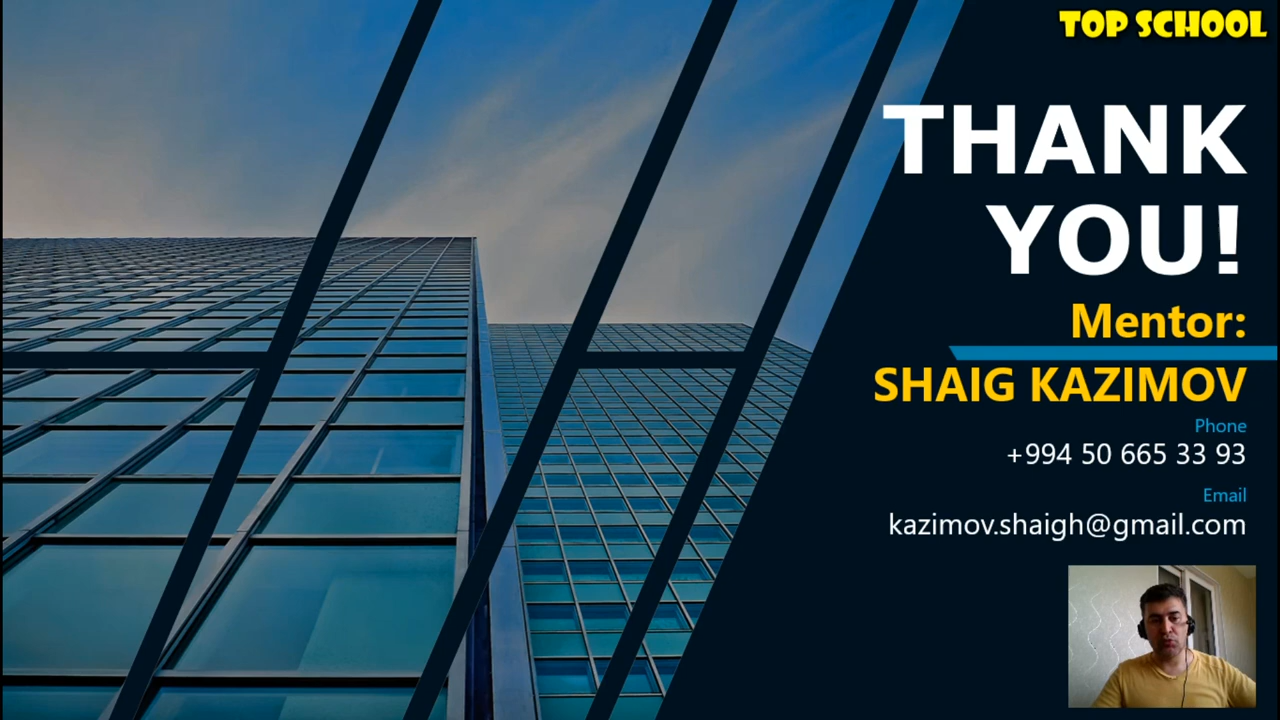 TOP SCHOOL
THANK
YOU!
Mentor:
SHAIG KAZIMOV
Phone
+994 50 665 33 93
Email
kazimov.shaigh@gmail.com